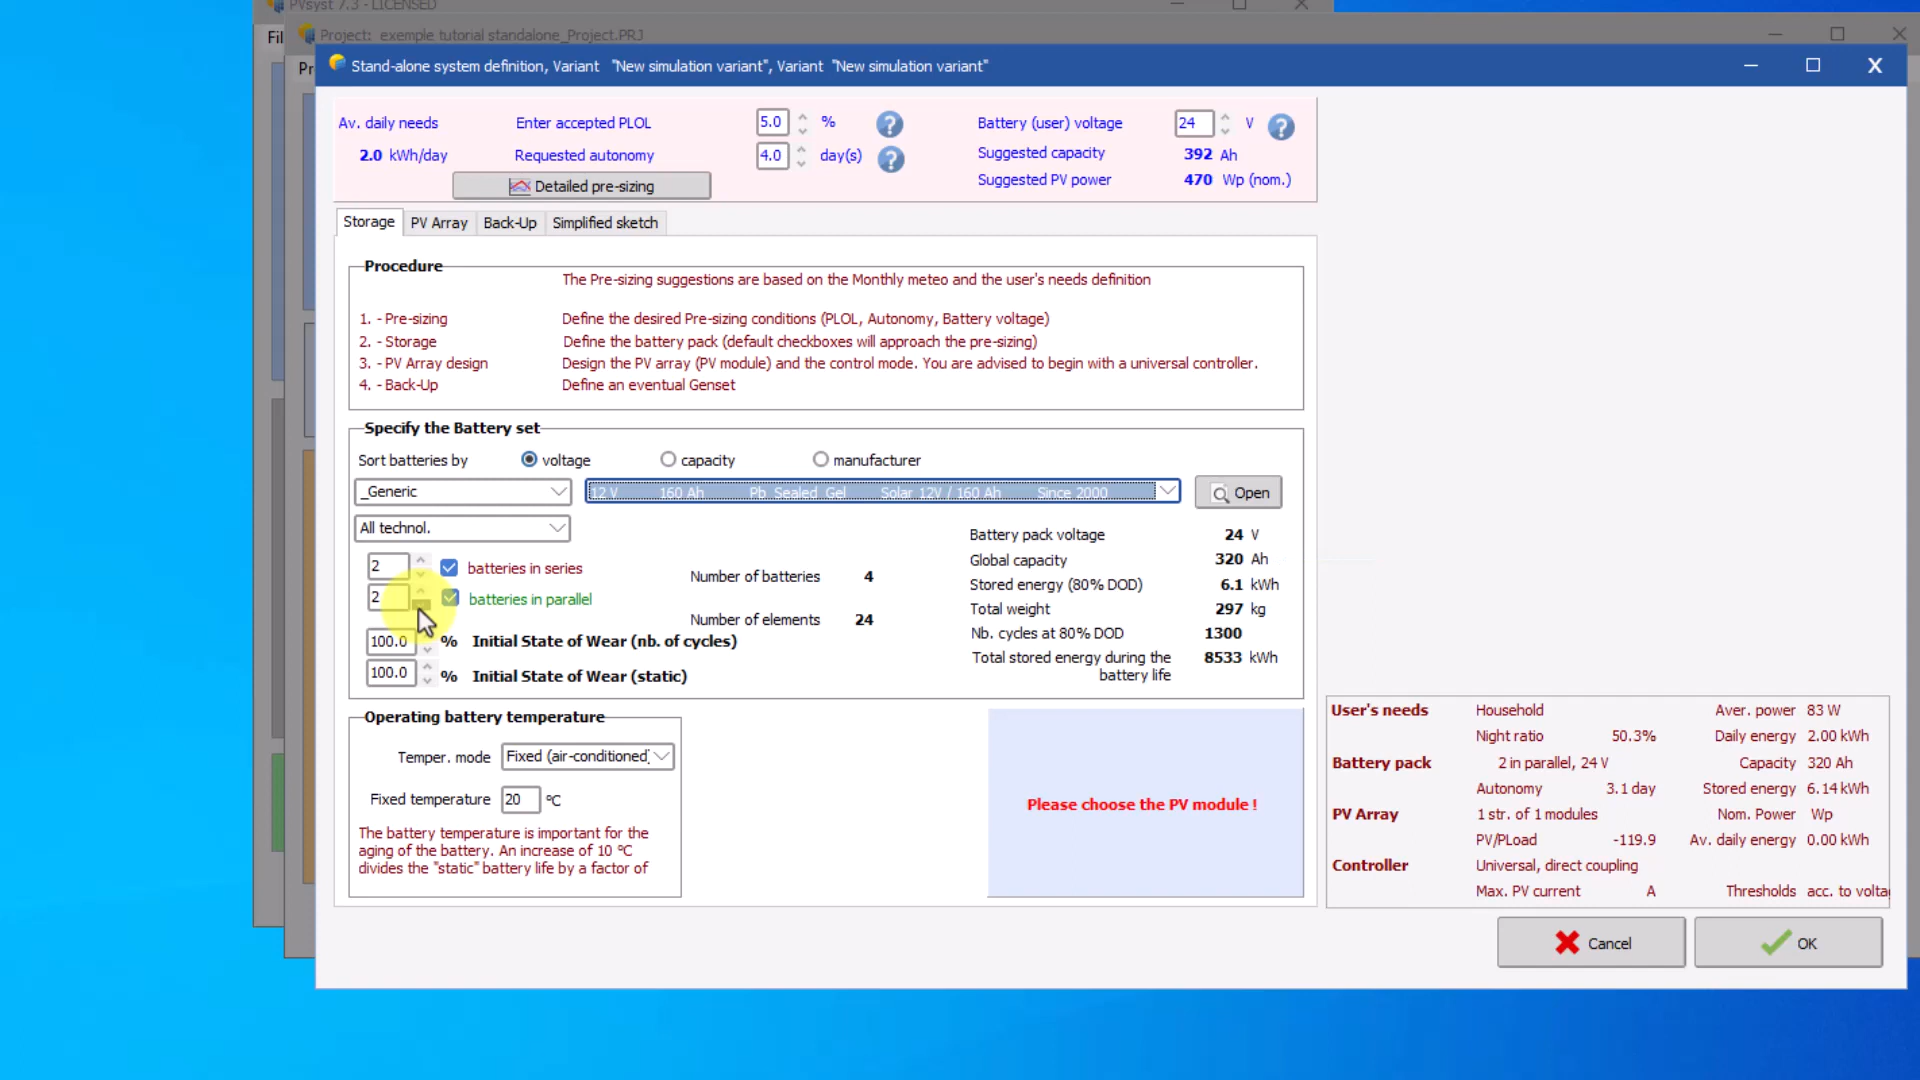 PVsyst 7.3 - LICENSED
Fil
Project: exemple tutorial standalone_Project.PRJ
Pr
Stand-alone system definition, Variant "New simulation variant", Variant "New simulation variant"
Av. daily needs
Enter accepted PLOL
5.0
%
?
Battery (user) voltage
24
V
?
2.0 kWh/day
Requested autonomy
4.0
day(s)
?
Suggested capacity
392 Ah
Detailed pre-sizing
Suggested PV power
470 Wp (nom.)
Storage
PV Array
Back-Up
Simplified sketch
Procedure
The Pre-sizing suggestions are based on the Monthly meteo and the user's needs definition
1. - Pre-sizing
Define the desired Pre-sizing conditions (PLOL, Autonomy, Battery voltage)
2. - Storage
Define the battery pack (default checkboxes will approach the pre-sizing)
3. - PV Array design
Design the PV array (PV module) and the control mode. You are advised to begin with a universal controller.
4. - Back-Up
Define an eventual Genset
Specify the Battery set
Sort batteries by
voltage
capacity
manufacturer
_Generic
12 V 160 Ah Pb Sealed Gel Solar 12V / 160 Ah Since 2000
Open
All technol.
2
batteries in series
2
batteries in parallel
Number of batteries 4
Number of elements 24
100.0 % Initial State of Wear (nb. of cycles)
100.0 % Initial State of Wear (static)
Battery pack voltage 24 V
Global capacity 320 Ah
Stored energy (80% DOD) 6.1 kWh
Total weight 297 kg
Nb. cycles at 80% DOD 1300
Total stored energy during the 8533 kWh
battery life
Operating battery temperature
Temper. mode Fixed (air-conditioned)
Fixed temperature 20 °C
The battery temperature is important for the
aging of the battery. An increase of 10 °C
divides the "static" battery life by a factor of
Please choose the PV module !
User's needs Household Aver. power 83 W
Night ratio 50.3% Daily energy 2.00 kWh
Battery pack 2 in parallel, 24 V Capacity 320 Ah
Autonomy 3.1 day Stored energy 6.14 kWh
PV Array 1 str. of 1 modules Nom. Power Wp
PV/PLoad -119.9 Av. daily energy 0.00 kWh
Controller Universal, direct coupling
Max. PV current A Thresholds acc. to volta
Cancel
OK